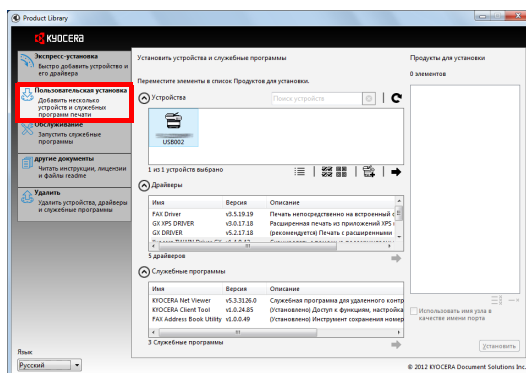 Product Library
KYOCERA
Экспресс-установка
Быстро добавить устройство и
его драйвера
Пользовательская установка
Добавить несколько
устройств и служебных
программ печати
Обслуживание
Запустить служебные
программы
другие документы
Читать инструкции, лицензии
и файлы readme
Удалить
Удалить устройства, драйверы
и служебные программы
Язык:
Русский
Установить устройства и служебные программы
Переместите элементы в список Продуктов для установки.
Устройства
Поиск устройств
USB002
1 из 1 устройств выбрано
Драйверы
Имя Версия Описание
FAX Driver v5.5.19.19 Печать непосредственно на встроенный
GX XPS DRIVER v3.0.17.18 Расширенная печать из приложений XPS
GX DRIVER v5.2.17.18 (рекомендуется) Печать с расширенными
5 драйверов
Служебные программы
Имя Версия Описание
KYOCERA Net Viewer v5.3.3126.0 Служебная программа для удаленного контр
KYOCERA Client Tool v1.0.24.85 (Установлено) Доступ к функциям, настройка
FAX Address Book Utility v1.0.0.49 (Установлено) Инструмент сохранения номер
3 Служебные программы
Продукты для установки
0 элементов
Использовать имя узла в
качестве имени порта
Установить
© 2012 KYOCERA Document Solutions Inc.